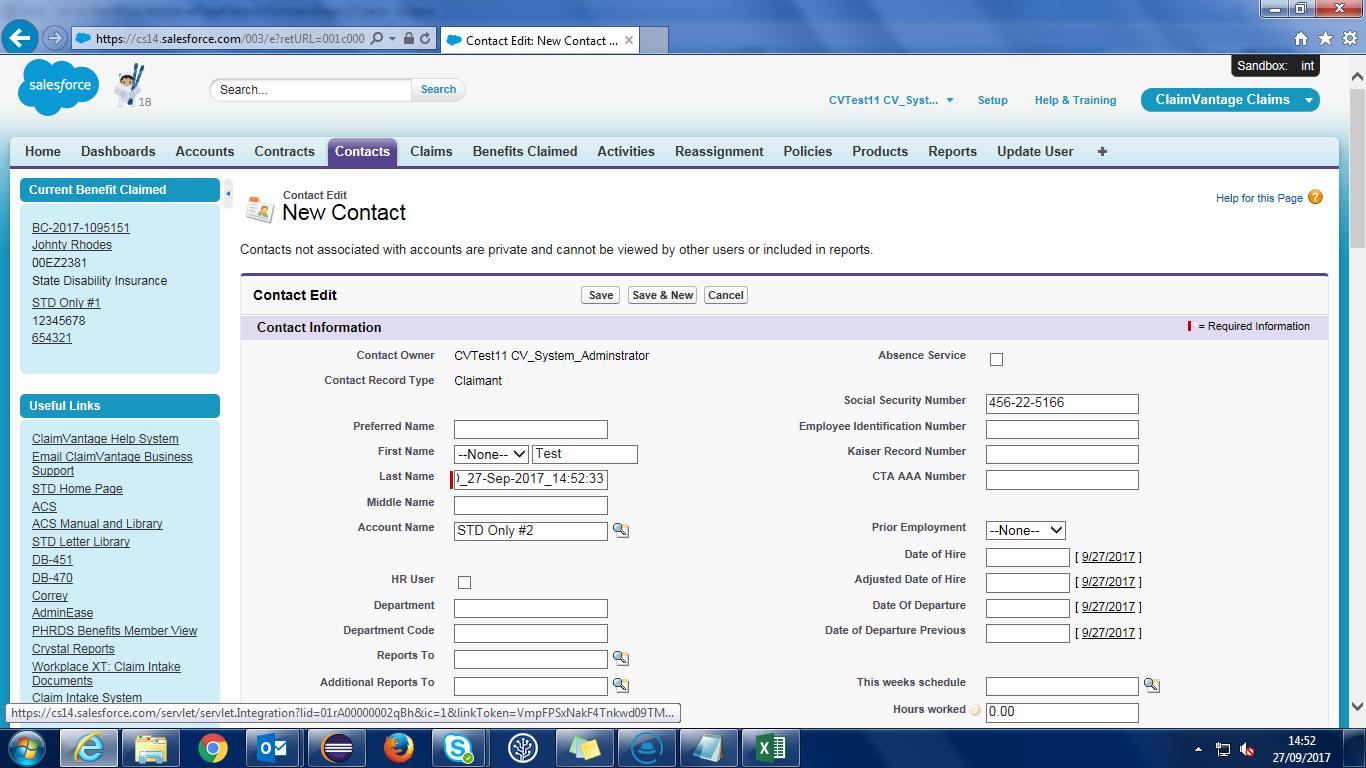 https://cs14.salesforce.com/003/e?retURL=001c000
Contact Edit: New Contact ...
Sandbox: int
salesforce
18
Search...
Search
CVTest11 CV_Syst...
Setup
Help & Training
ClaimVantage Claims
Home Dashboards Accounts Contracts Contacts Claims Benefits Claimed Activities Reassignment Policies Products Reports Update User +
Current Benefit Claimed
BC-2017-1095151
Johnty Rhodes
00EZ2381
State Disability Insurance
STD Only #1
12345678
654321
Useful Links
ClaimVantage Help System
Email ClaimVantage Business
Support
STD Home Page
ACS
ACS Manual and Library
STD Letter Library
DB-451
DB-470
Correy
AdminEase
PHRDS Benefits Member View
Crystal Reports
Workplace XT: Claim Intake
Documents
Claim Intake System
Contact Edit
New Contact
Help for this Page ?
Contacts not associated with accounts are private and cannot be viewed by other users or included in reports.
Contact Edit
Save
Save & New
Cancel
Contact Information
= Required Information
Contact Owner CVTest11 CV_System_Adminstrator
Absence Service
Contact Record Type Claimant
Social Security Number 456-22-5166
Preferred Name
Employee Identification Number
First Name --None-- Test
Kaiser Record Number
Last Name )_27-Sep-2017_14:52:33
CTA AAA Number
Middle Name
Account Name STD Only #2
Prior Employment --None--
Date of Hire [ 9/27/2017 ]
HR User
Adjusted Date of Hire [ 9/27/2017 ]
Department
Date Of Departure [ 9/27/2017 ]
Department Code
Date of Departure Previous [ 9/27/2017 ]
Reports To
Additional Reports To
This weeks schedule
Hours worked 0.00
https://cs14.salesforce.com/servlet/servlet.Integration?lid=01rA00000002qBh&ic=1&linkToken=VmpFPSxNakF4Tnkwd09TM...
14:52
27/09/2017